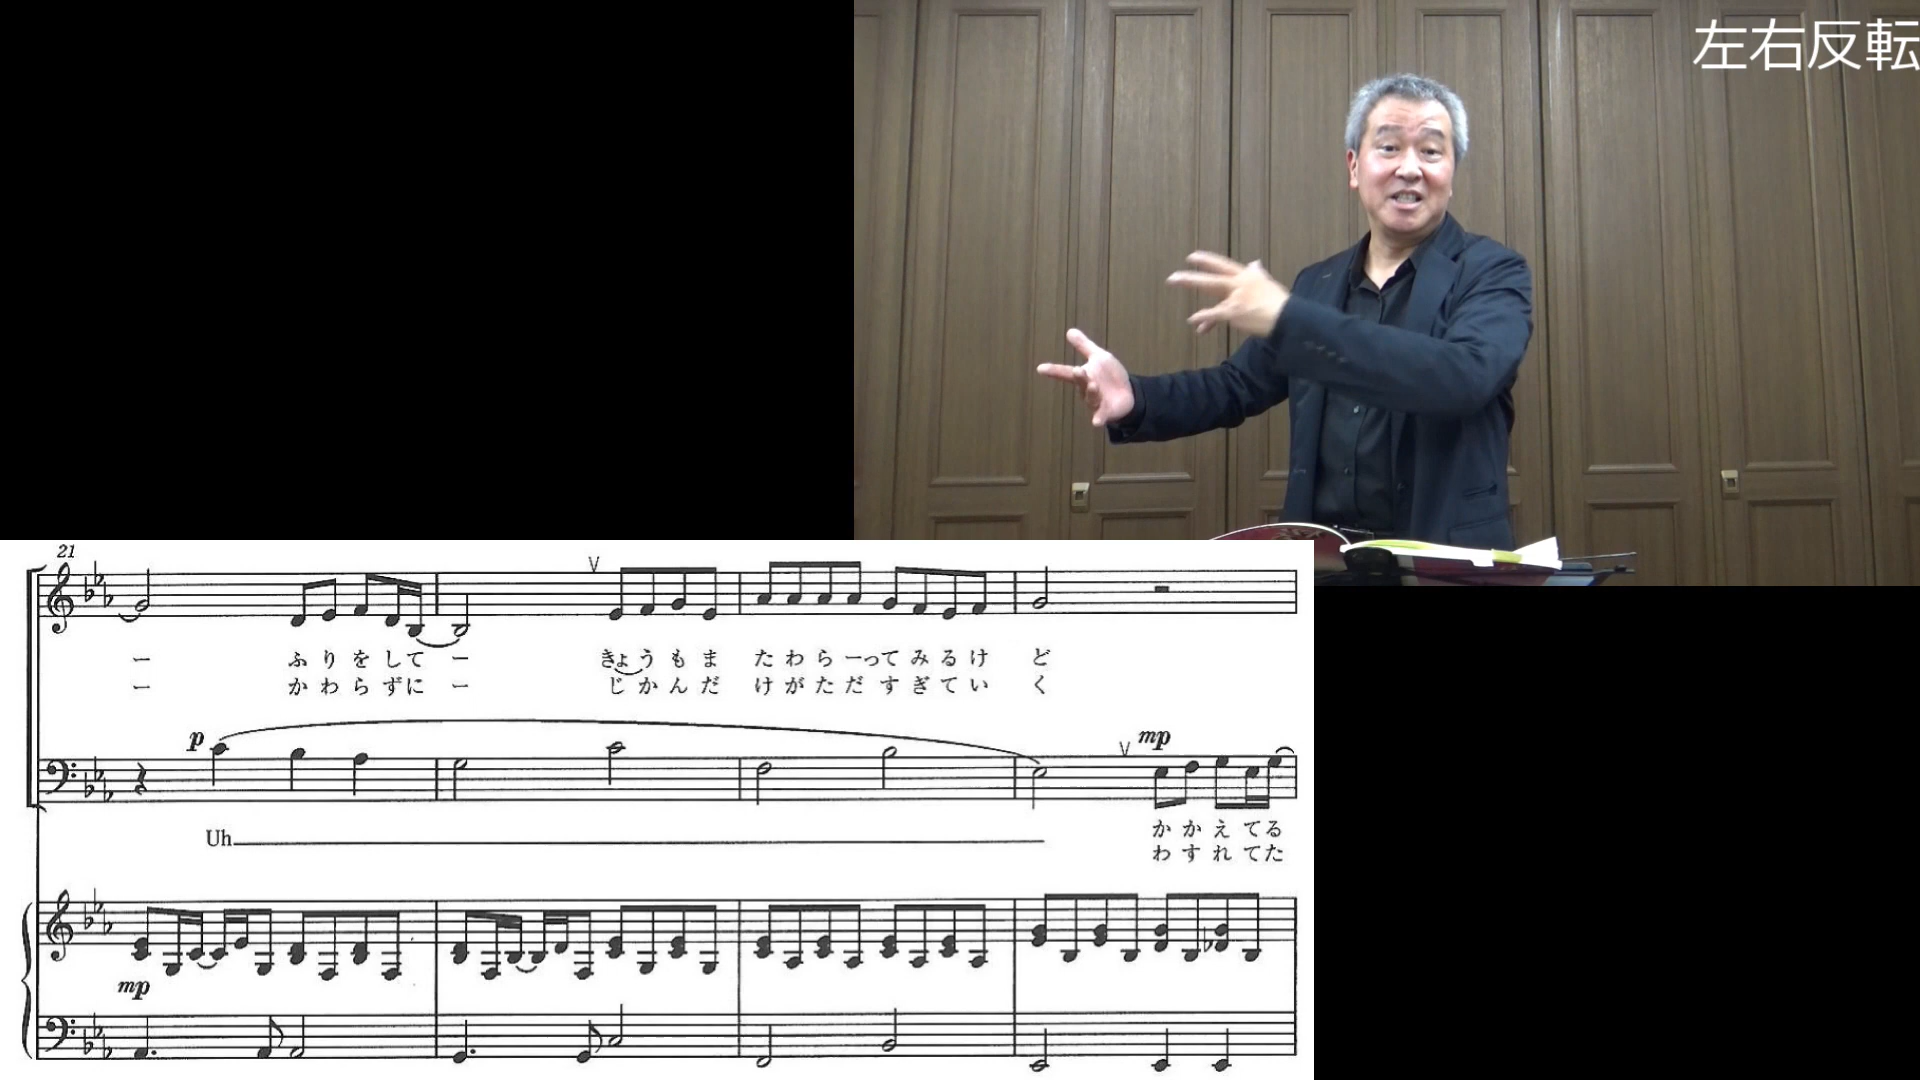 左右反転
21
ー ふりをして ー きょうもま たわらーってみるけ ど
ー かわらずに ー じかんだ けがただすぎてい く
p
mp
Uh
かかえてる
わすれてた
mp